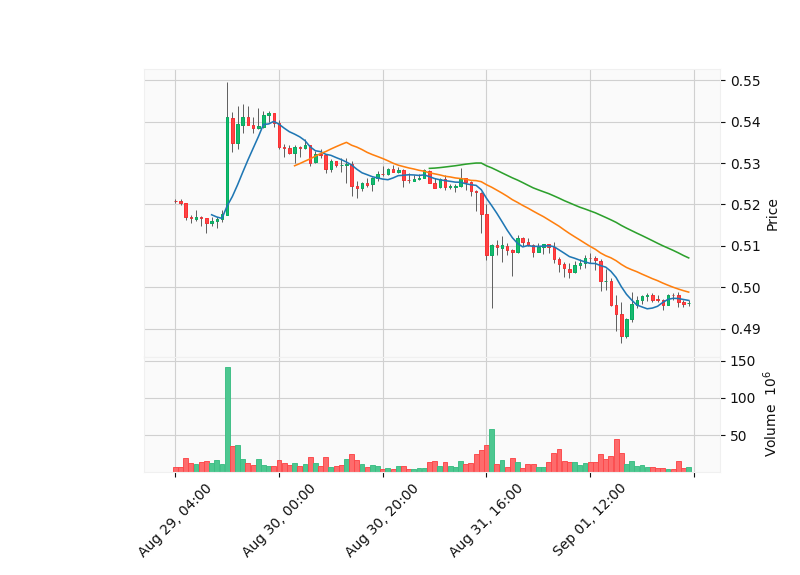 0.55
0.54
0.53
0.52
0.51
0.50
0.49
Price
150
100
50
Volume 10^6
Aug 29, 04:00
Aug 30, 00:00
Aug 30, 20:00
Aug 31, 16:00
Sep 01, 12:00